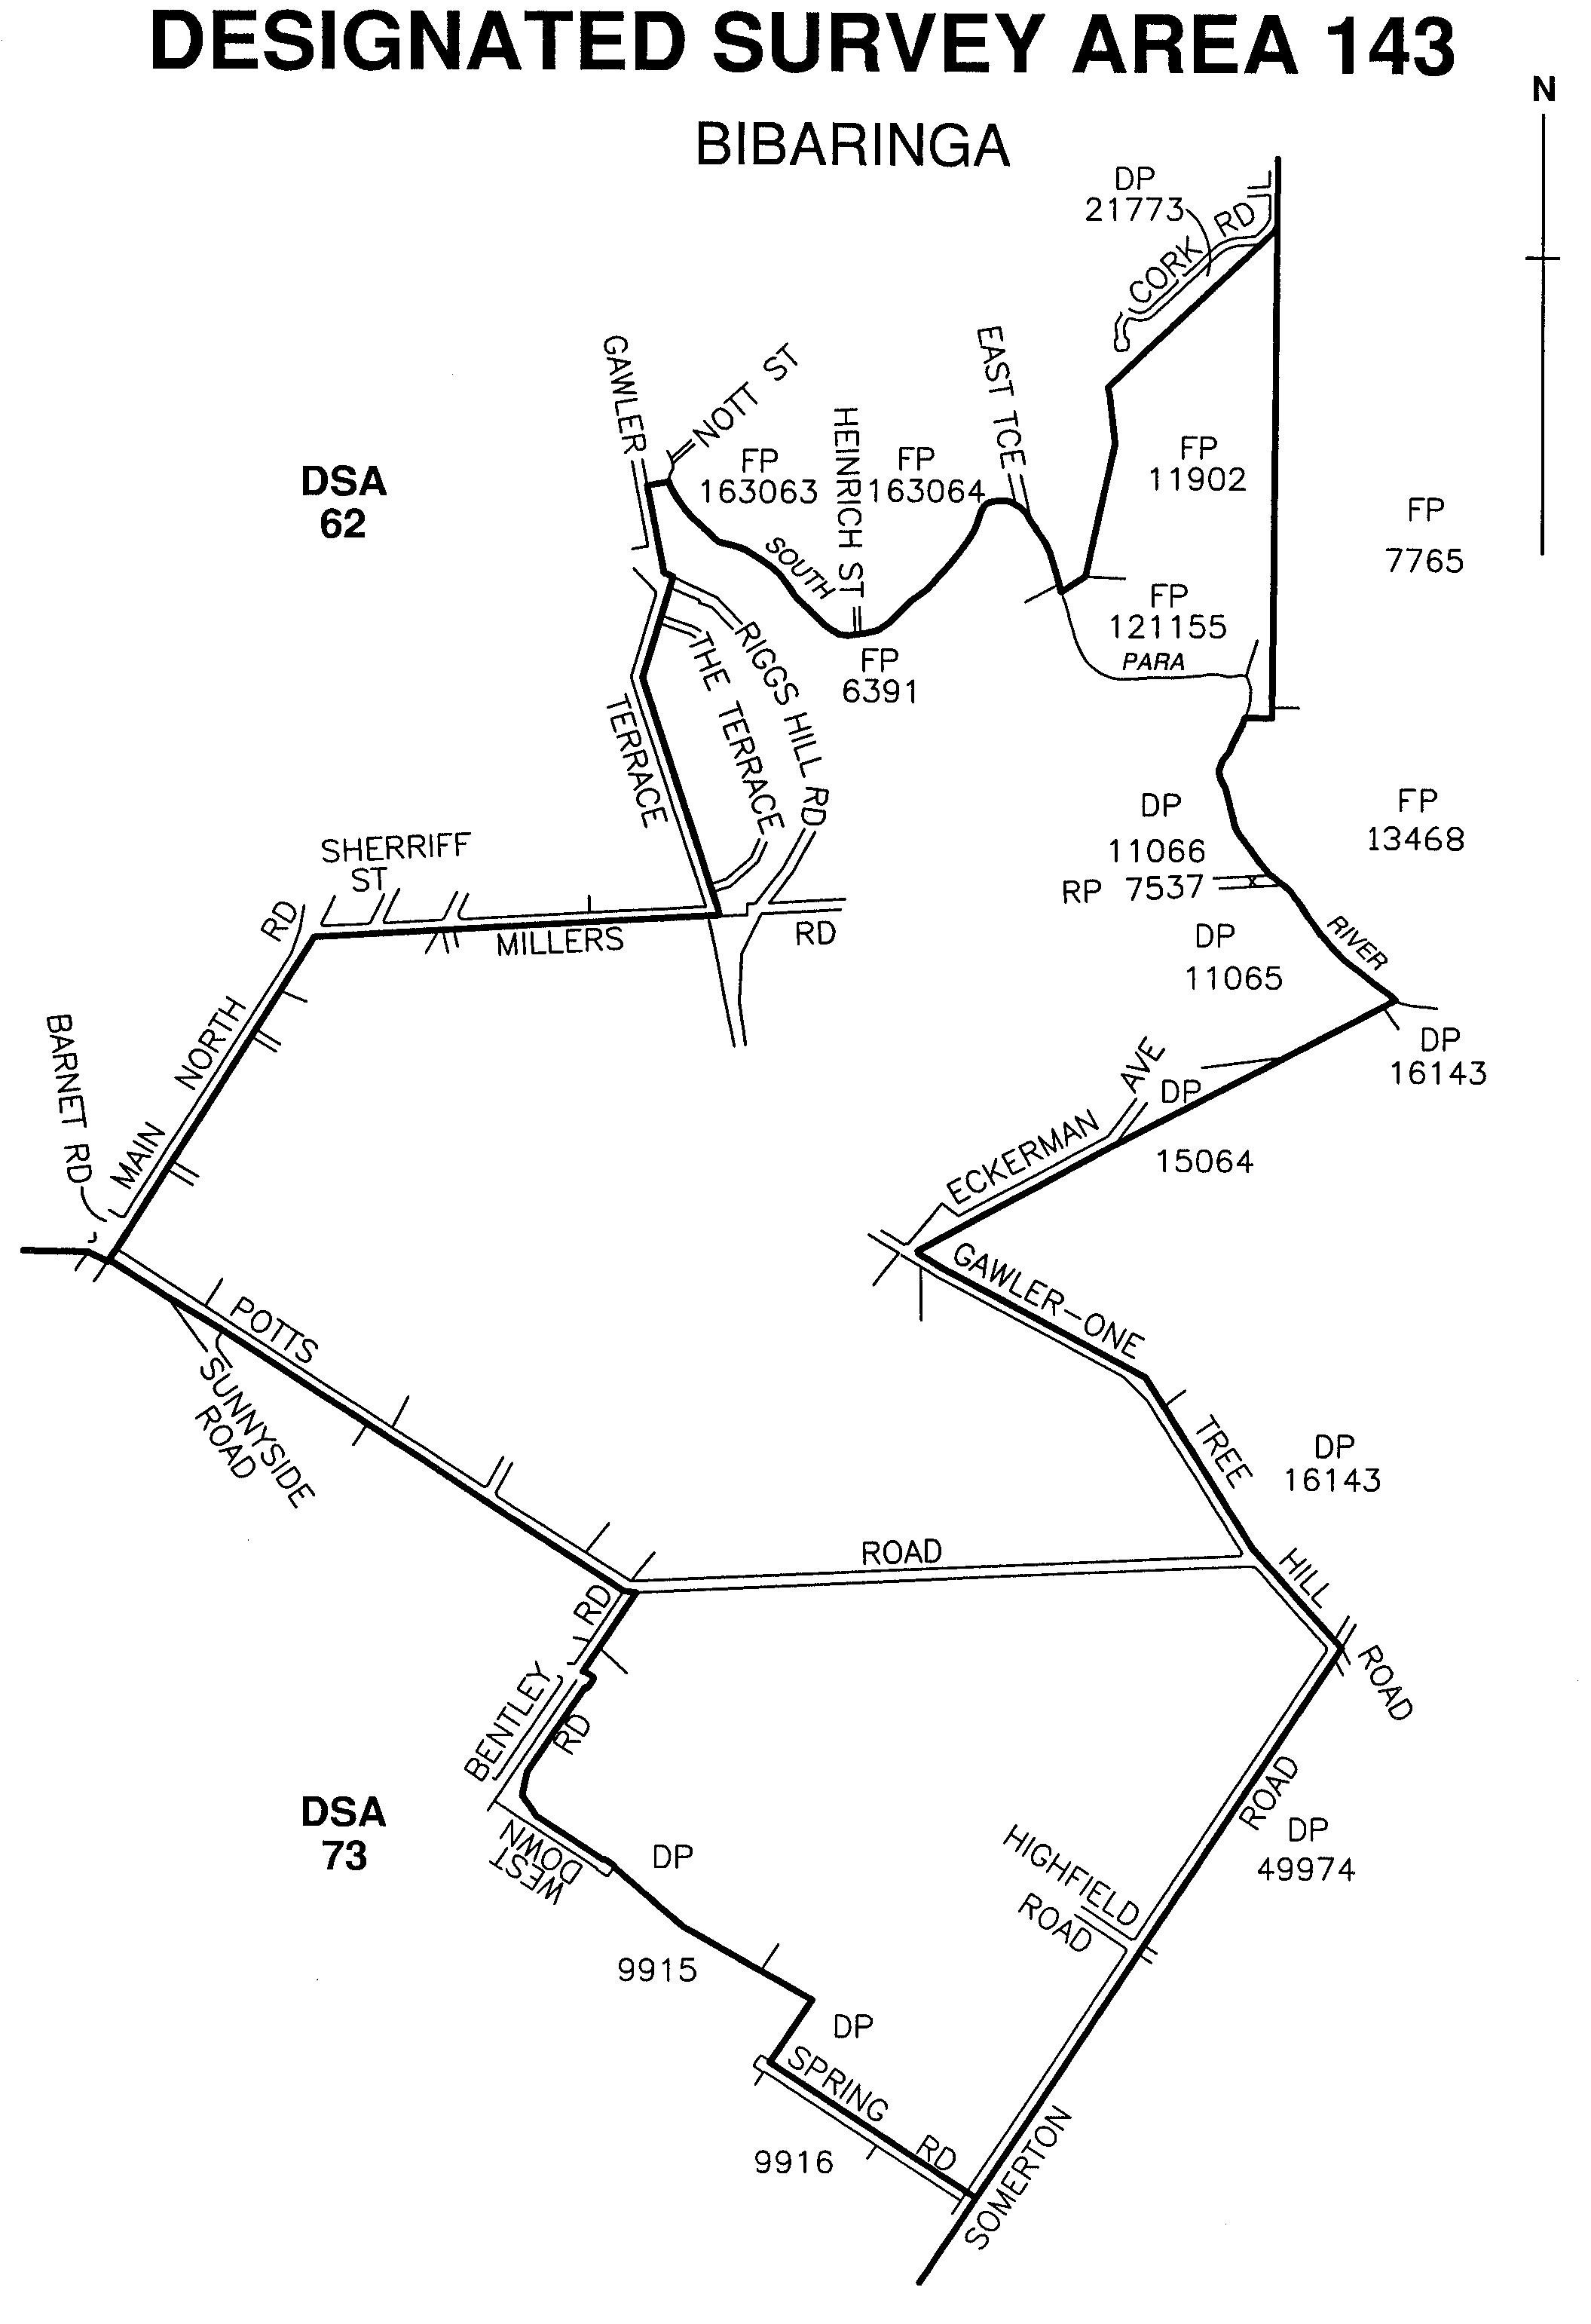 DESIGNATED SURVEY AREA 143
N
BIBARINGA
DP
21773
CORK RD
GAWLER
NOTT ST
EAST TCE
HEINRICH ST
FP
163063
FP
163064
FP
11902
DSA
62
FP
7765
SOUTH
FP
121155
PARA
FP
6391
RIGGS HILL RD
THE TERRACE
TERRACE
DP
11066
FP
13468
SHERRIFF
ST
RP 7537
RD
MILLERS
RD
RIVER
DP
11065
NORTH
BARNET RD
MAIN
DP
16143
ECKERMAN AVE
DP
15064
GAWLER-ONE
POTTS
SUNNYSIDE
ROAD
TREE
DP
16143
ROAD
HILL
RD
ROAD
BENTLEY
RD
ROAD
DSA
73
WEST
DOWN
DP
9915
HIGHFIELD
ROAD
DP
49974
DP
SPRING
RD
9916
SOMERTON